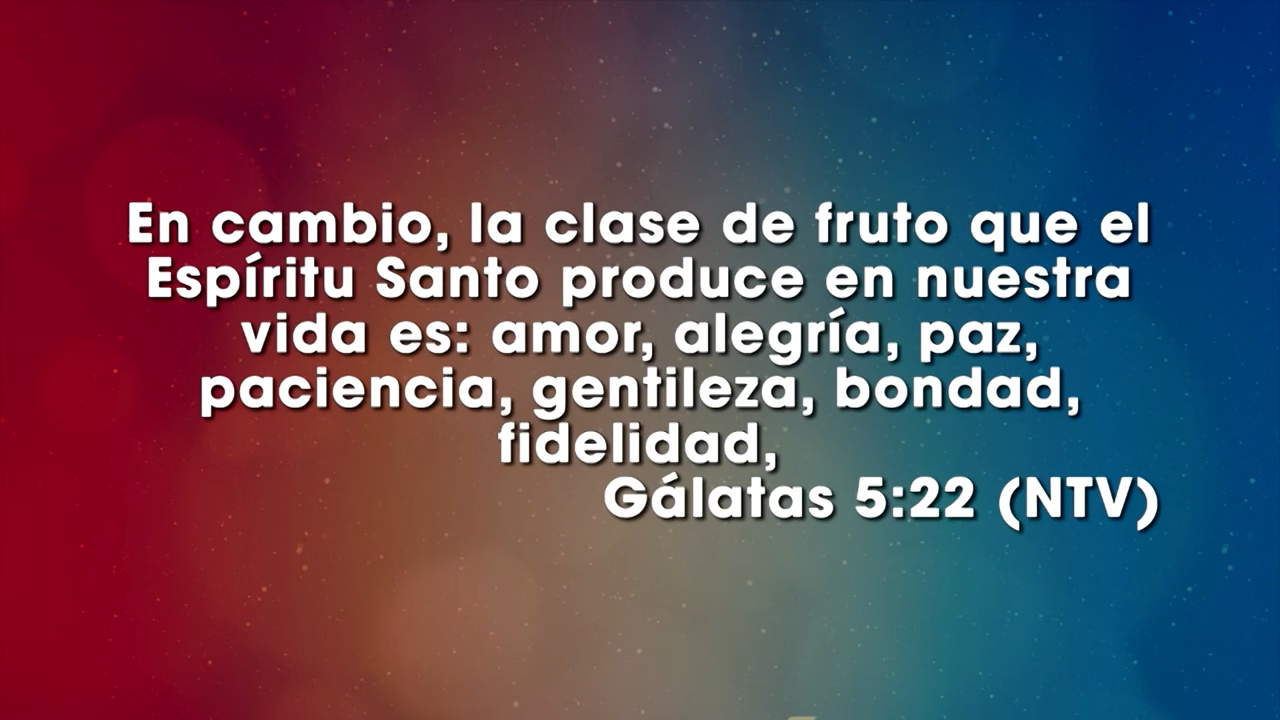 En cambio, la clase de fruto que el
Espíritu Santo produce en nuestra
vida es: amor, alegría, paz,
paciencia, gentileza, bondad,
fidelidad,
Gálatas 5:22 (NTV)